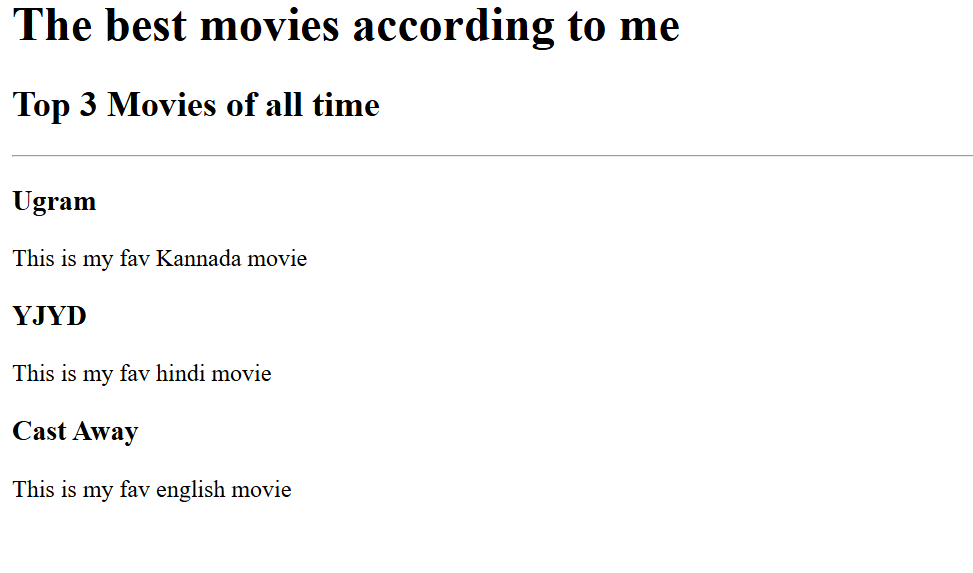 The best movies according to me
Top 3 Movies of all time
Ugram
This is my fav Kannada movie
YJYD
This is my fav hindi movie
Cast Away
This is my fav english movie